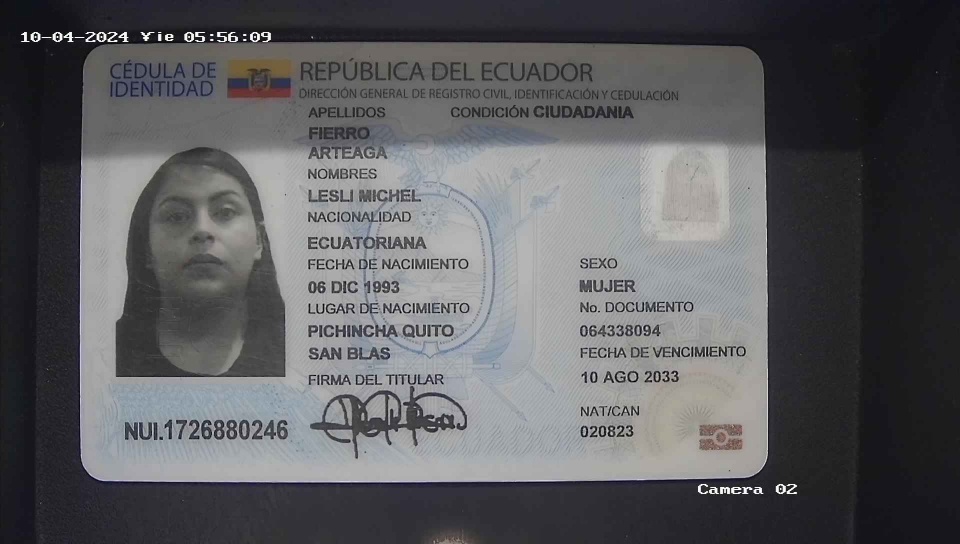 10-04-2024 Vie 05:56:09
CÉDULA DE
IDENTIDAD
REPÚBLICA DEL ECUADOR
DIRECCIÓN GENERAL DE REGISTRO CIVIL, IDENTIFICACIÓN Y CEDULACIÓN
APELLIDOS
CONDICIÓN CIUDADANIA
FIERRO
ARTEAGA
NOMBRES
LESLI MICHEL
NACIONALIDAD
ECUATORIANA
FECHA DE NACIMIENTO
06 DIC 1993
LUGAR DE NACIMIENTO
PICHINCHA QUITO
SAN BLAS
FIRMA DEL TITULAR
SEXO
MUJER
No. DOCUMENTO
064338094
FECHA DE VENCIMIENTO
10 AGO 2033
NAT/CAN
020823
NUI.1726880246
Camera 02